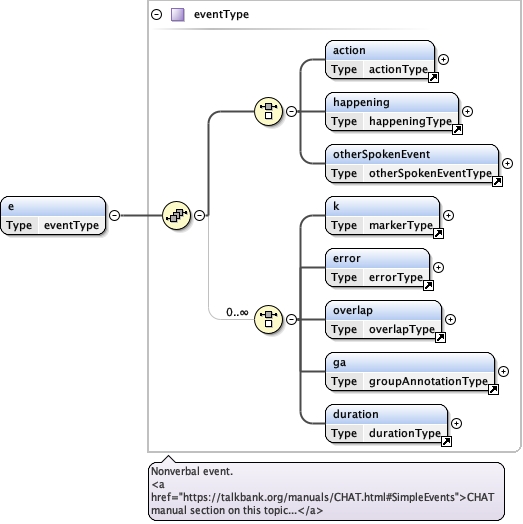 eventType
action
Type actionType
happening
Type happeningType
otherSpokenEvent
Type otherSpokenEventType
e
Type eventType
k
Type markerType
error
Type errorType
0..∞
overlap
Type overlapType
ga
Type groupAnnotationType
duration
Type durationType
Nonverbal event.
<a
href="https://talkbank.org/manuals/CHAT.html#SimpleEvents">CHAT
manual section on this topic...</a>